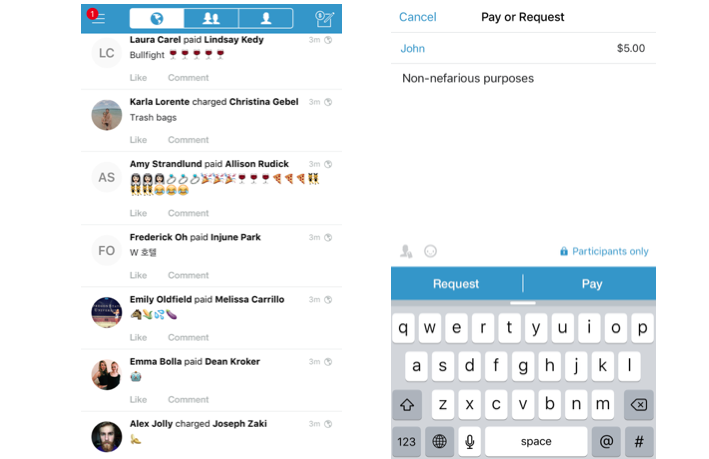 1
Laura Carel paid Lindsay Kedy 3m
LC
Bullfight 🍷🍷🍷🍷🍷
Like Comment
Karla Lorente charged Christina Gebel 3m
Trash bags
Like Comment
Amy Strandlund paid Allison Rudick 3m
AS
Like Comment
Frederick Oh paid Injune Park 3m
FO
W 호텔
Like Comment
Emily Oldfield paid Melissa Carrillo 3m
Like Comment
Emma Bolla paid Dean Kroker 3m
Like Comment
Alex Jolly charged Joseph Zaki 3m
Cancel Pay or Request
John $5.00
Non-nefarious purposes
Participants only
Request Pay
q w e r t y u i o p
a s d f g h j k l
z x c v b n m
123 space @ #